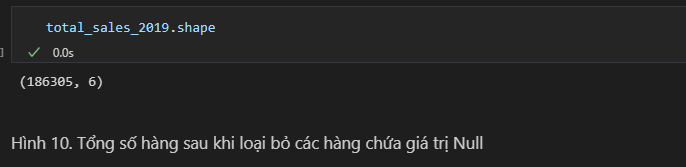 total_sales_2019.shape
0.0s
(186305, 6)
Hình 10. Tổng số hàng sau khi loại bỏ các hàng chứa giá trị Null